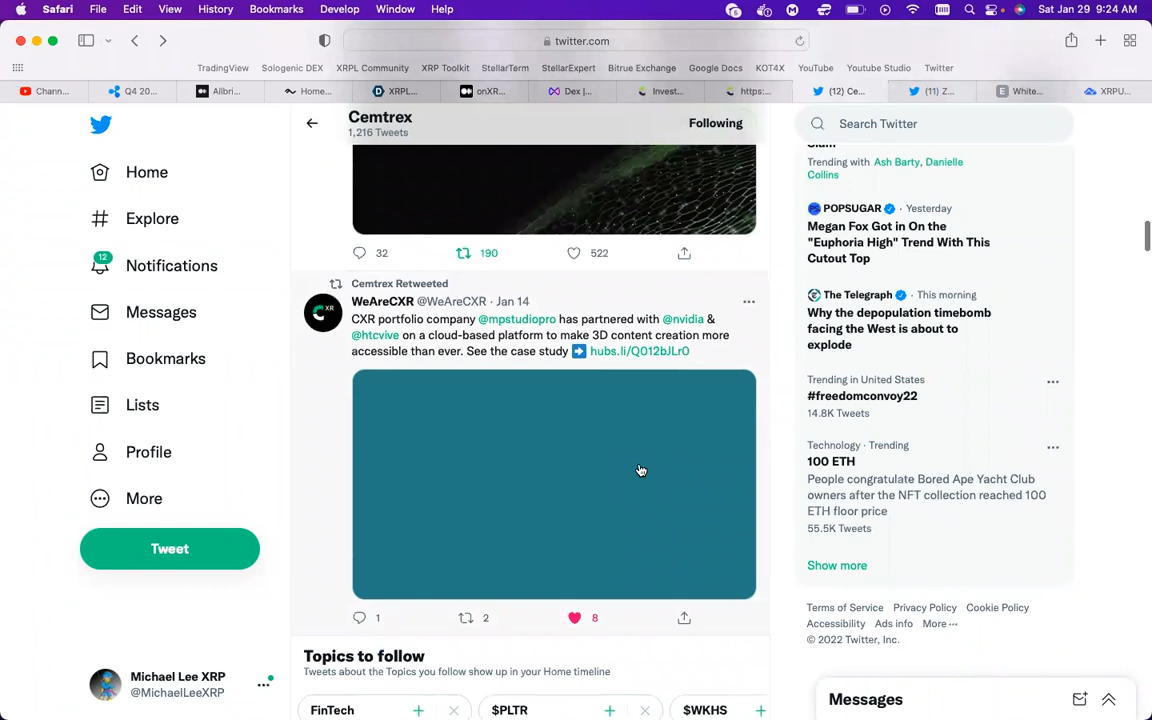 Safari File Edit View History Bookmarks Develop Window Help Sat Jan 29 9:24 AM
twitter.com
TradingView Sologenic DEX XRPL Community XRP Toolkit StellarTerm StellarExpert Bitrue Exchange Google Docs KOT4X YouTube Youtube Studio Twitter
Chann... Q4 20... Allbri... Home... XRPL... onXR... Dex |... Invest... https:... (12) Ce... (11) Z... White... XRPU...
Cemtrex
1,216 Tweets
Following
Home
Explore
12
Notifications
Messages
Bookmarks
Lists
Profile
More
Tweet
Michael Lee XRP
@MichaelLeeXRP
32 190 522
Cemtrex Retweeted
WeAreCXR @WeAreCXR · Jan 14
CXR portfolio company @mpstudiopro has partnered with @nvidia &
@htcvive on a cloud-based platform to make 3D content creation more
accessible than ever. See the case study ➡ hubs.li/Q012bJLr0
1 2 8
Topics to follow
Tweets about the Topics you follow show up in your Home timeline
FinTech $PLTR $WKHS
Search Twitter
Trending with Ash Barty, Danielle
Collins
POPSUGAR · Yesterday
Megan Fox Got in On the
"Euphoria High" Trend With This
Cutout Top
The Telegraph · This morning
Why the depopulation timebomb
facing the West is about to
explode
Trending in United States
#freedomconvoy22
14.8K Tweets
Technology · Trending
100 ETH
People congratulate Bored Ape Yacht Club
owners after the NFT collection reached 100
ETH floor price
55.5K Tweets
Show more
Terms of Service Privacy Policy Cookie Policy
Accessibility Ads info More ···
© 2022 Twitter, Inc.
Messages